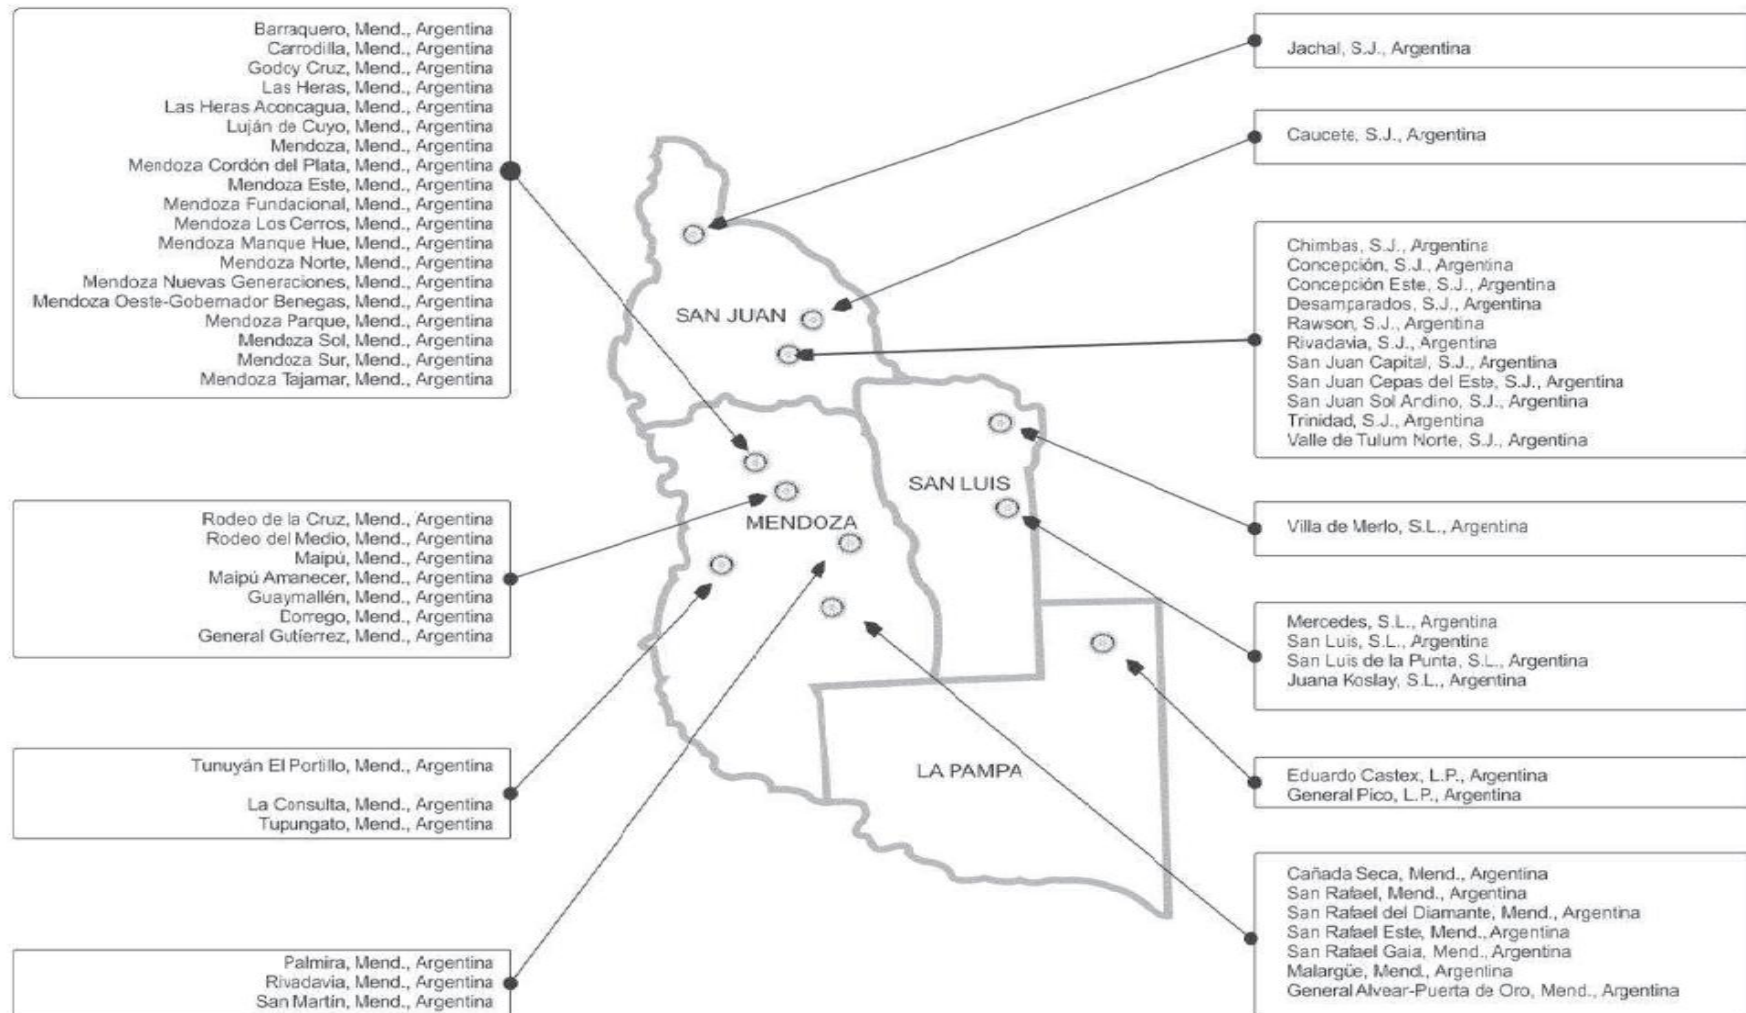 Barraquero, Mend., Argentina
Carrodilla, Mend., Argentina
Godoy Cruz, Mend., Argentina
Las Heras, Mend., Argentina
Las Heras Aconcagua, Mend., Argentina
Luján de Cuyo, Mend., Argentina
Mendoza, Mend., Argentina
Mendoza Cordón del Plata, Mend., Argentina
Mendoza Este, Mend., Argentina
Mendoza Fundacional, Mend., Argentina
Mendoza Los Cerros, Mend., Argentina
Mendoza Manque Hue, Mend., Argentina
Mendoza Norte, Mend., Argentina
Mendoza Nuevas Generaciones, Mend., Argentina
Mendoza Oeste-Gobernador Benegas, Mend., Argentina
Mendoza Parque, Mend., Argentina
Mendoza Sol, Mend., Argentina
Mendoza Sur, Mend., Argentina
Mendoza Tajamar, Mend., Argentina
Rodeo de la Cruz, Mend., Argentina
Rodeo del Medio, Mend., Argentina
Maipú, Mend., Argentina
Maipú Amanecer, Mend., Argentina
Guaymallén, Mend., Argentina
Dorrego, Mend., Argentina
General Gutíerrez, Mend., Argentina
Tunuyán El Portillo, Mend., Argentina
La Consulta, Mend., Argentina
Tupungato, Mend., Argentina
Palmira, Mend., Argentina
Rivadavia, Mend., Argentina
San Martín, Mend., Argentina
SAN JUAN
SAN LUIS
MENDOZA
LA PAMPA
Jachal, S.J., Argentina
Caucete, S.J., Argentina
Chimbas, S.J., Argentina
Concepción, S.J., Argentina
Concepción Este, S.J., Argentina
Desamparados, S.J., Argentina
Rawson, S.J., Argentina
Rivadavia, S.J., Argentina
San Juan Capital, S.J., Argentina
San Juan Cepas del Este, S.J., Argentina
San Juan Sol Andino, S.J., Argentina
Trinidad, S.J., Argentina
Valle de Tulum Norte, S.J., Argentina
Villa de Merlo, S.L., Argentina
Mercedes, S.L., Argentina
San Luis, S.L., Argentina
San Luis de la Punta, S.L., Argentina
Juana Koslay, S.L., Argentina
Eduardo Castex, L.P., Argentina
General Pico, L.P., Argentina
Cañada Seca, Mend., Argentina
San Rafael, Mend., Argentina
San Rafael del Diamante, Mend., Argentina
San Rafael Este, Mend., Argentina
San Rafael Gaia, Mend., Argentina
Malargüe, Mend., Argentina
General Alvear-Puerta de Oro, Mend., Argentina